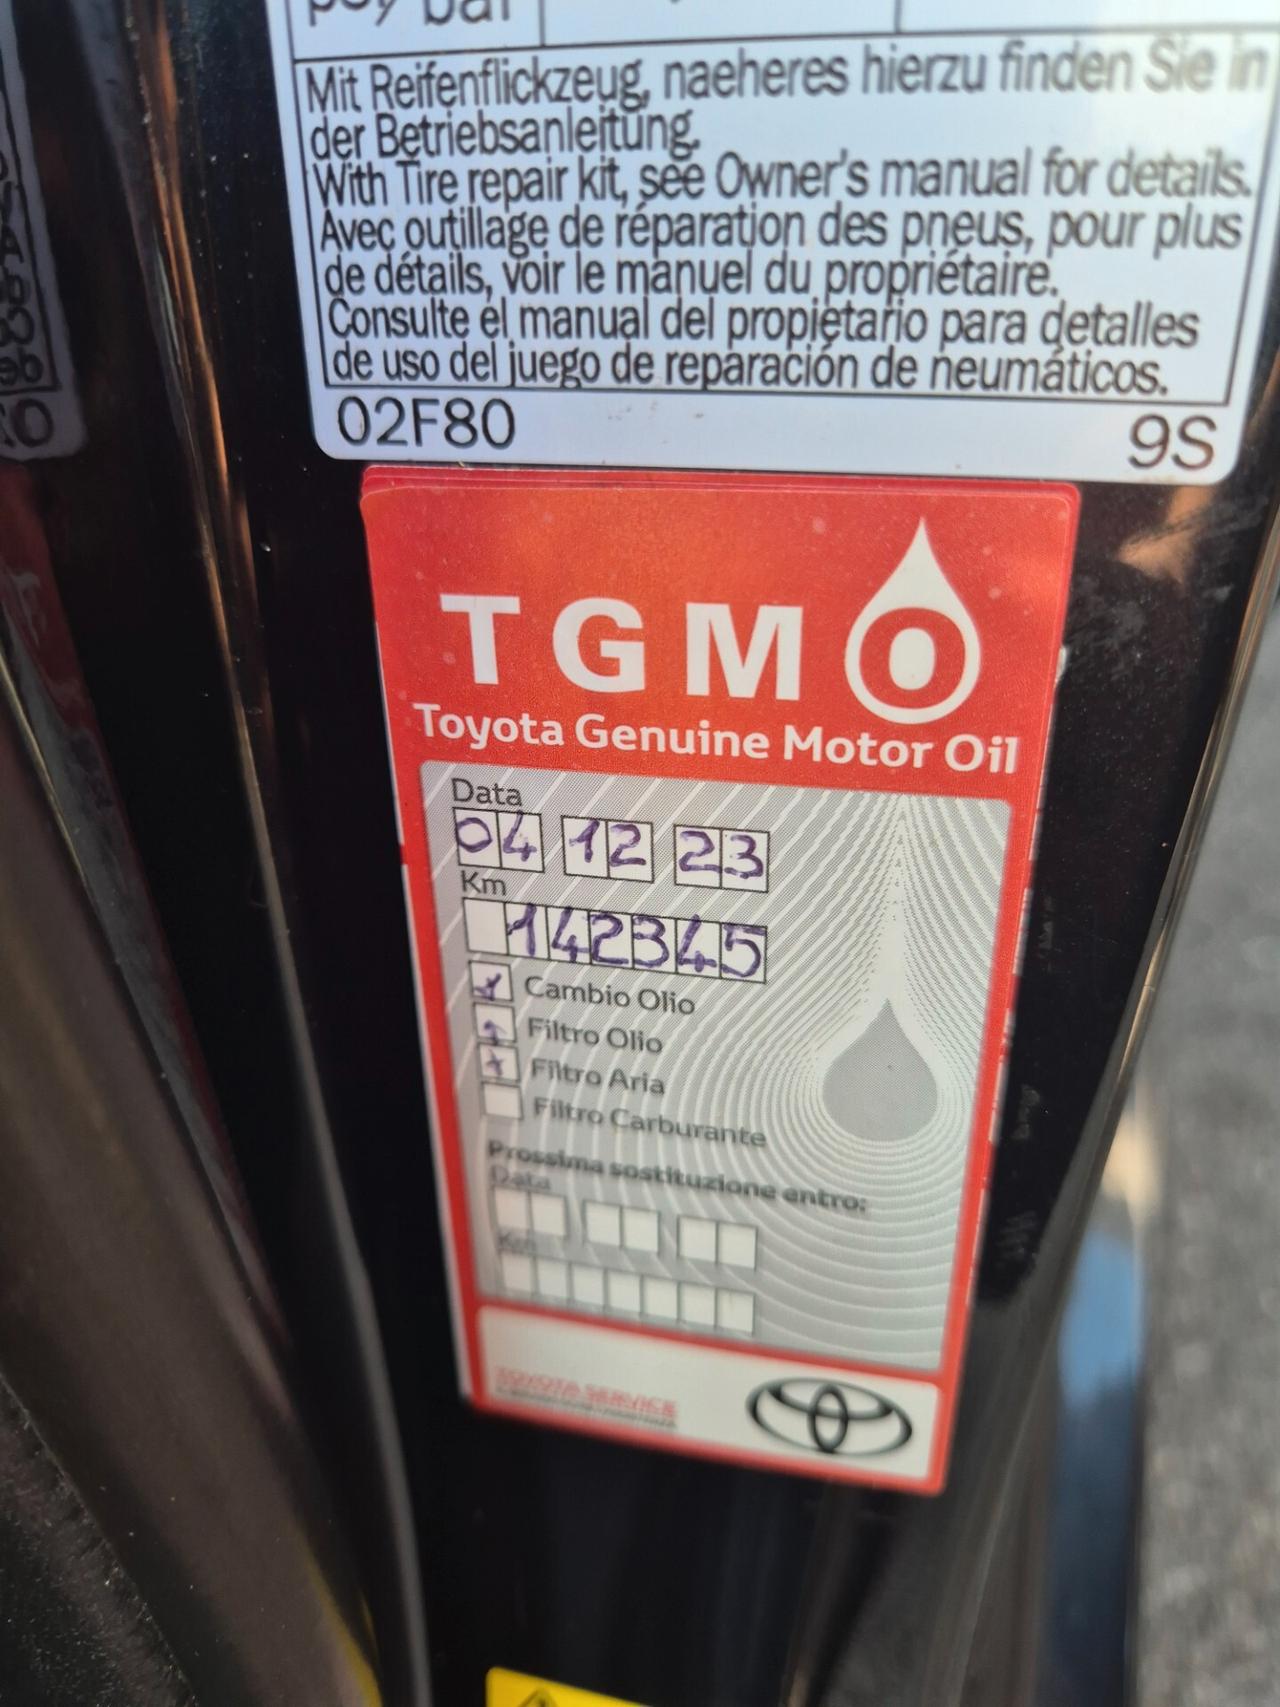 psi/bar
Mit Reifenflickzeug, naeheres hierzu finden Sie in
der Betriebsanleitung.
With Tire repair kit, see Owner's manual for details.
Avec outillage de réparation des pneus, pour plus
de détails, voir le manuel du propriétaire.
Consulte el manual del propietario para detalles
de uso del juego de reparación de neumáticos.
02F80 9S
TGMO
Toyota Genuine Motor Oil
Data
04 12 23
Km
142345
Cambio Olio
Filtro Olio
Filtro Aria
Filtro Carburante
Prossima sostituzione entro:
Data
Km
TOYOTA SERVICE